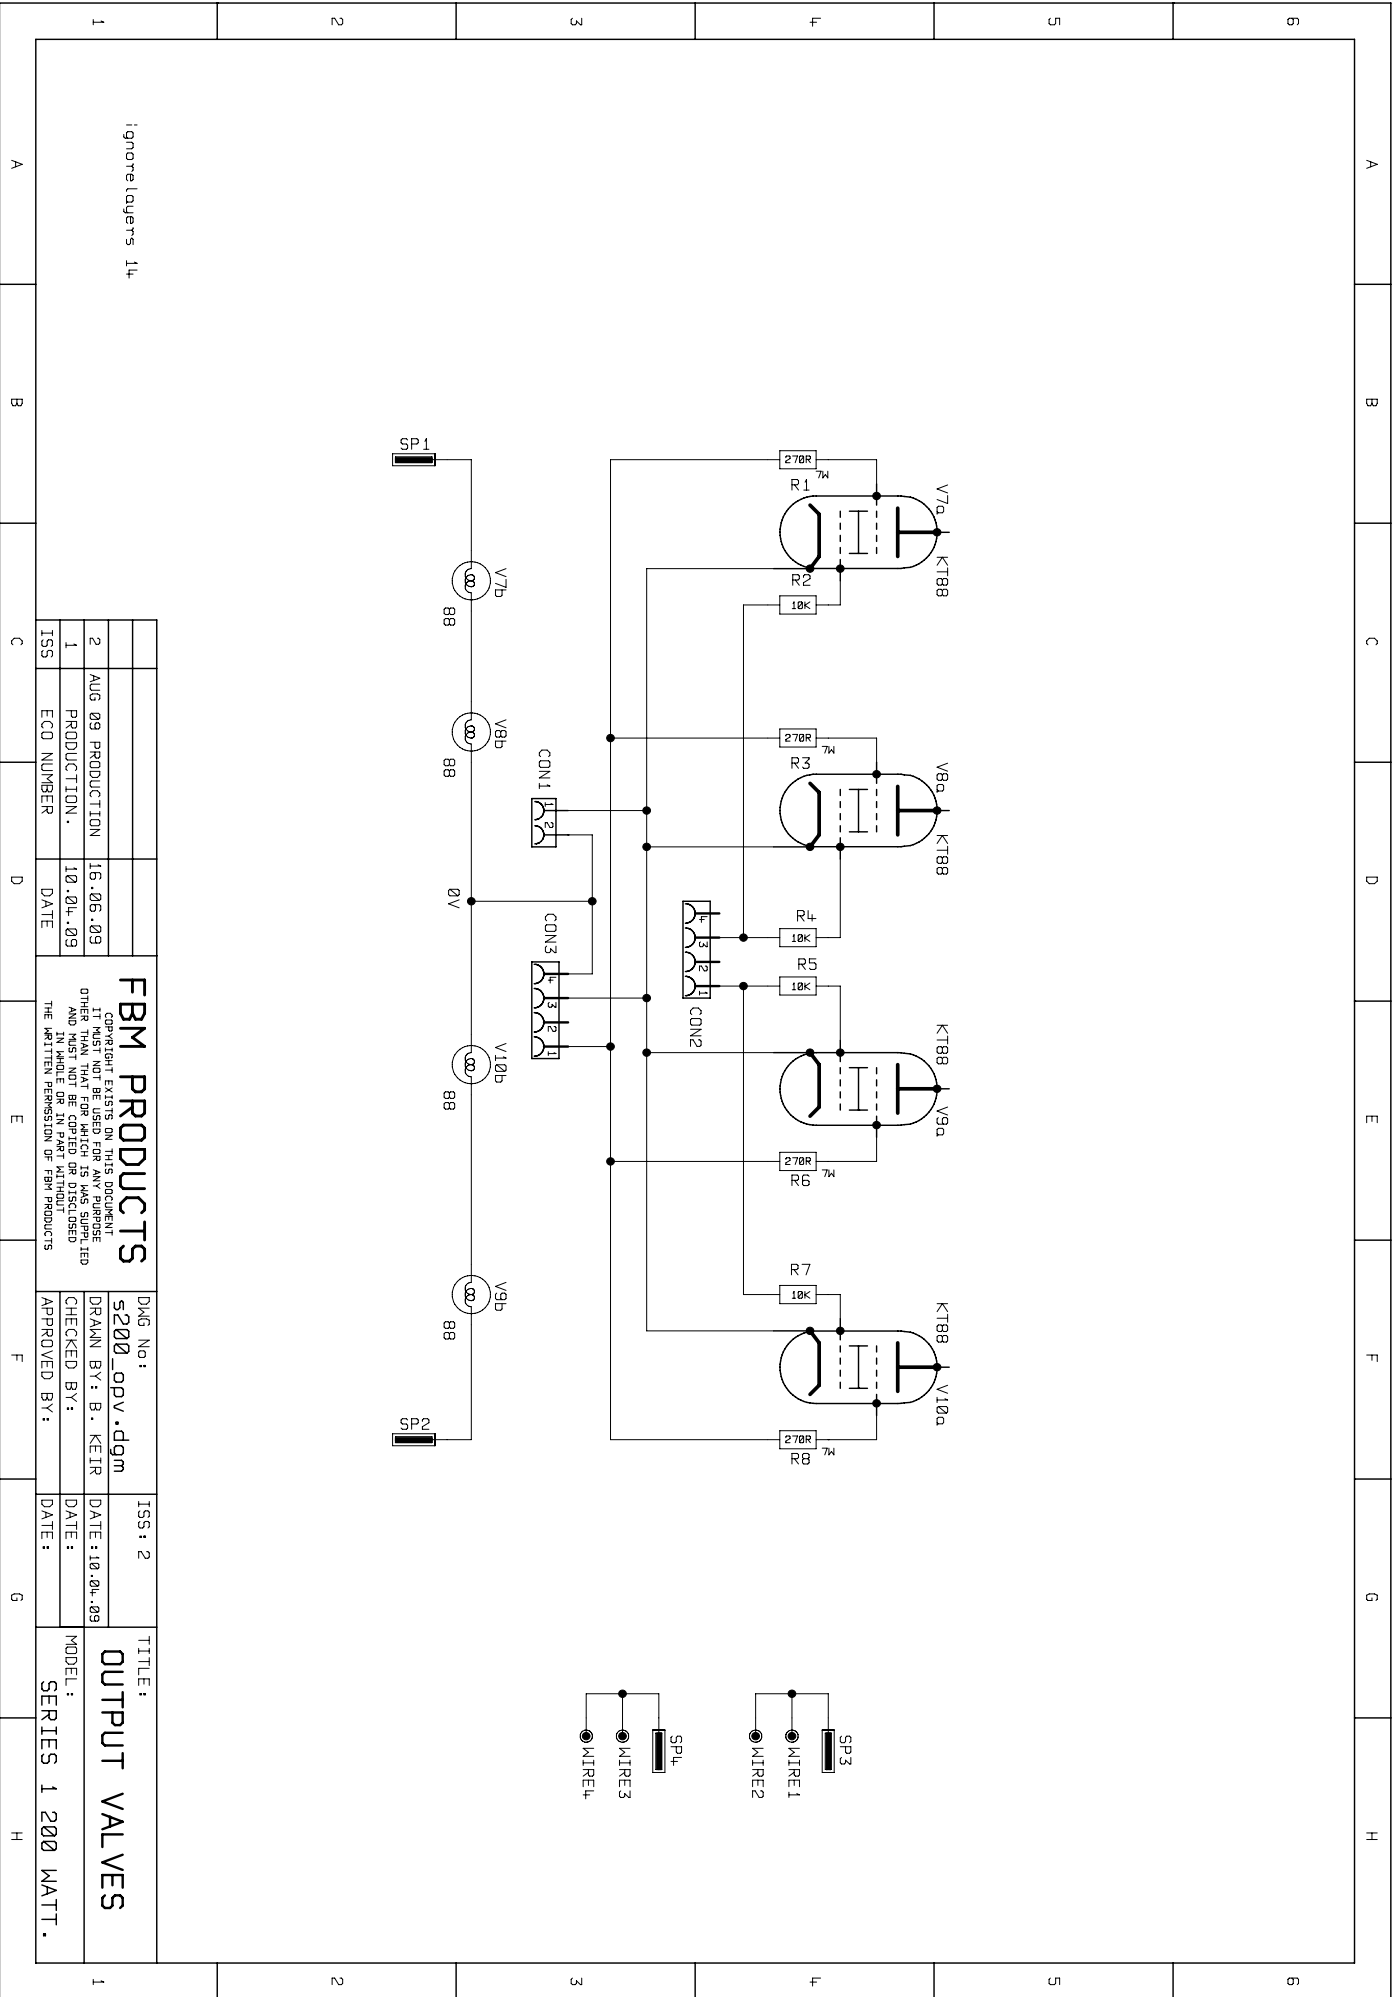 1
2
3
4
5
6
A
B
C
D
E
F
G
H
A
B
C
D
E
F
G
H
1
2
3
4
5
6
V7a KT88
V8a KT88
KT88 V9a
KT88 V10a
270R
7W
R1
R2
10K
270R
7W
R3
R4
10K
R5
10K
270R
7W
R6
R7
10K
270R
7W
R8
4 3 2 1
CON2
CON1
1 2
CON3
4 3 2 1
0V
SP1
V7b
88
V8b
88
V10b
88
V9b
88
SP2
SP3
WIRE1
WIRE2
SP4
WIRE3
WIRE4
ignorelayers 14
2 AUG 09 PRODUCTION 16.06.09
1 PRODUCTION. 10.04.09
ISS ECO NUMBER DATE
FBM PRODUCTS
COPYRIGHT EXISTS ON THIS DOCUMENT
IT MUST NOT BE USED FOR ANY PURPOSE
OTHER THAN THAT FOR WHICH IS WAS SUPPLIED
AND MUST NOT BE COPIED OR DISCLOSED
IN WHOLE OR IN PART WITHOUT
THE WRITTEN PERMSSION OF FBM PRODUCTS
DWG No:
s200_opv.dgm
ISS: 2
DRAWN BY: B. KEIR DATE:10.04.09
CHECKED BY: DATE:
APPROVED BY: DATE:
TITLE:
OUTPUT VALVES
MODEL:
SERIES 1 200 WATT.